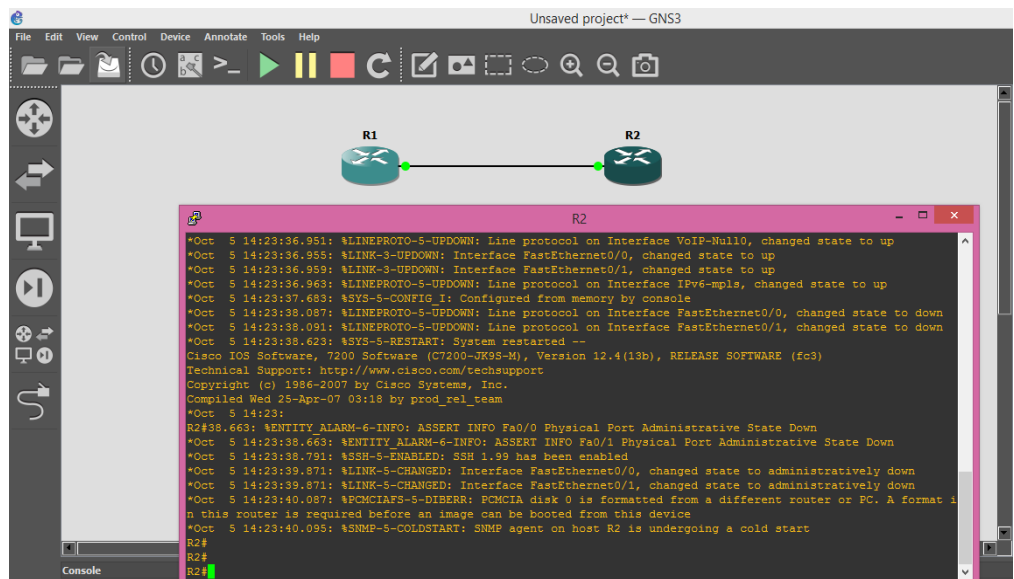 Unsaved project* — GNS3
File Edit View Control Device Annotate Tools Help
R1
R2
R2
*Oct  5 14:23:36.951: %LINEPROTO-5-UPDOWN: Line protocol on Interface VoIP-Null0, changed state to up
*Oct  5 14:23:36.955: %LINK-3-UPDOWN: Interface FastEthernet0/0, changed state to up
*Oct  5 14:23:36.959: %LINK-3-UPDOWN: Interface FastEthernet0/1, changed state to up
*Oct  5 14:23:36.963: %LINEPROTO-5-UPDOWN: Line protocol on Interface IPv6-mpls, changed state to up
*Oct  5 14:23:37.683: %SYS-5-CONFIG_I: Configured from memory by console
*Oct  5 14:23:38.087: %LINEPROTO-5-UPDOWN: Line protocol on Interface FastEthernet0/0, changed state to down
*Oct  5 14:23:38.091: %LINEPROTO-5-UPDOWN: Line protocol on Interface FastEthernet0/1, changed state to down
*Oct  5 14:23:38.623: %SYS-5-RESTART: System restarted --
Cisco IOS Software, 7200 Software (C7200-JK9S-M), Version 12.4(13b), RELEASE SOFTWARE (fc3)
Technical Support: http://www.cisco.com/techsupport
Copyright (c) 1986-2007 by Cisco Systems, Inc.
Compiled Wed 25-Apr-07 03:18 by prod_rel_team
*Oct  5 14:23:
R2#38.663: %ENTITY_ALARM-6-INFO: ASSERT INFO Fa0/0 Physical Port Administrative State Down
*Oct  5 14:23:38.663: %ENTITY_ALARM-6-INFO: ASSERT INFO Fa0/1 Physical Port Administrative State Down
*Oct  5 14:23:38.791: %SSH-5-ENABLED: SSH 1.99 has been enabled
*Oct  5 14:23:39.871: %LINK-5-CHANGED: Interface FastEthernet0/0, changed state to administratively down
*Oct  5 14:23:39.871: %LINK-5-CHANGED: Interface FastEthernet0/1, changed state to administratively down
*Oct  5 14:23:40.087: %PCMCIAFS-5-DIBERR: PCMCIA disk 0 is formatted from a different router or PC. A format i
n this router is required before an image can be booted from this device
*Oct  5 14:23:40.095: %SNMP-5-COLDSTART: SNMP agent on host R2 is undergoing a cold start
R2#
R2#
R2#
Console